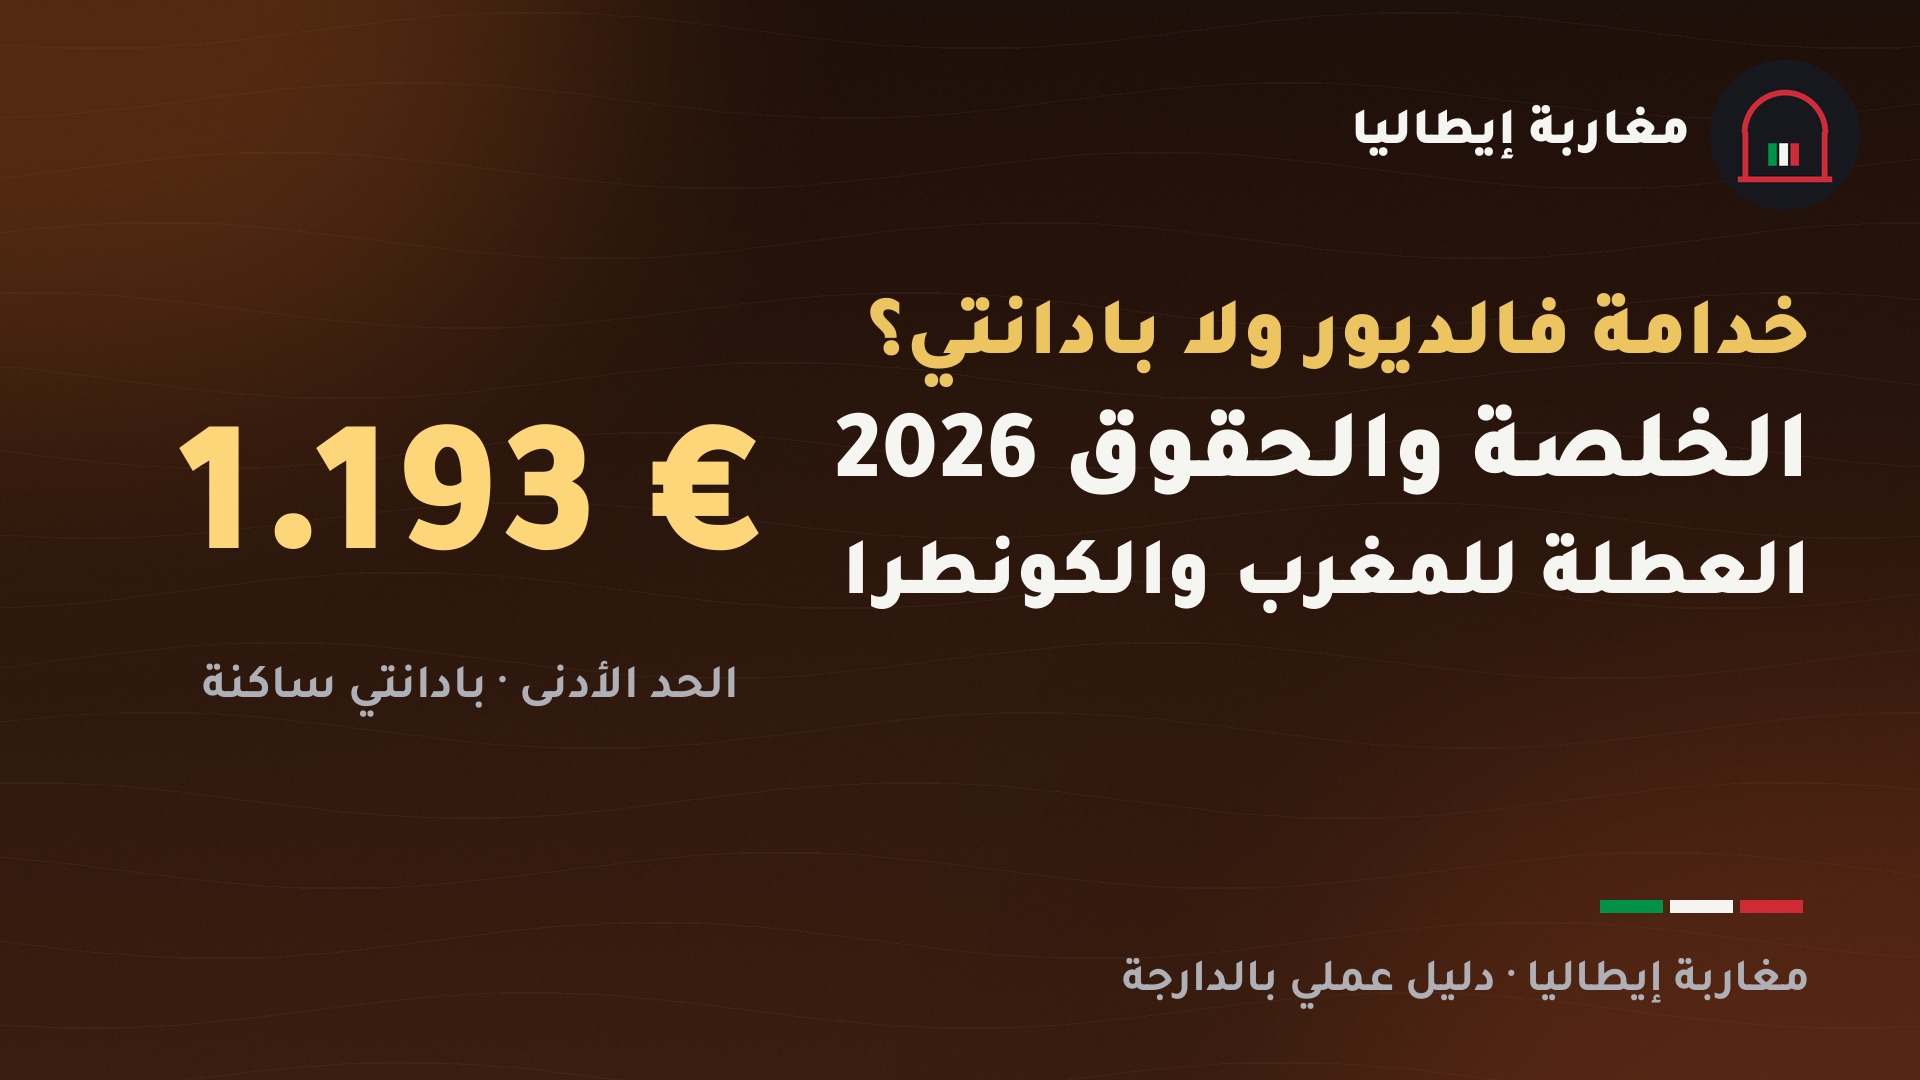 مغاربة إيطاليا
خدامة فالديور ولا بادانتي؟
الخلصة والحقوق 2026
العطلة للمغرب والكونطرا
1.193 €
الحد الأدنى · بادانتي ساكنة
مغاربة إيطاليا · دليل عملي بالدارجة